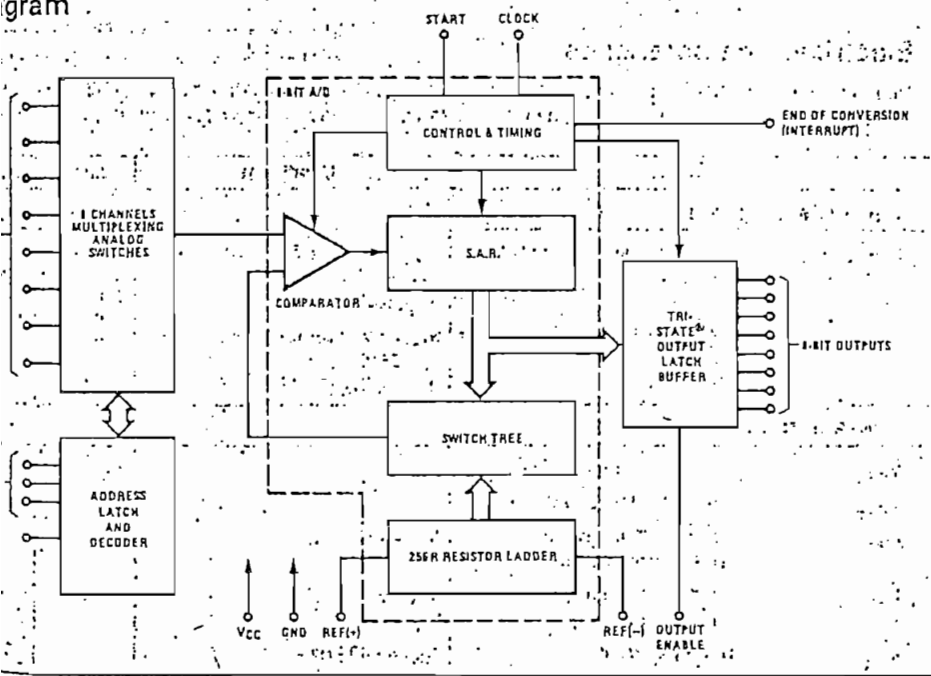 gram
START
CLOCK
8-BIT A/D
CONTROL & TIMING
END OF CONVERSION
(INTERRUPT)
8 CHANNELS
MULTIPLEXING
ANALOG
SWITCHES
S.A.R.
COMPARATOR
TRI-
STATE®
OUTPUT
LATCH
BUFFER
8-BIT OUTPUTS
SWITCH TREE
ADDRESS
LATCH
AND
DECODER
256R RESISTOR LADDER
VCC
GND
REF(+)
REF(−)
OUTPUT
ENABLE